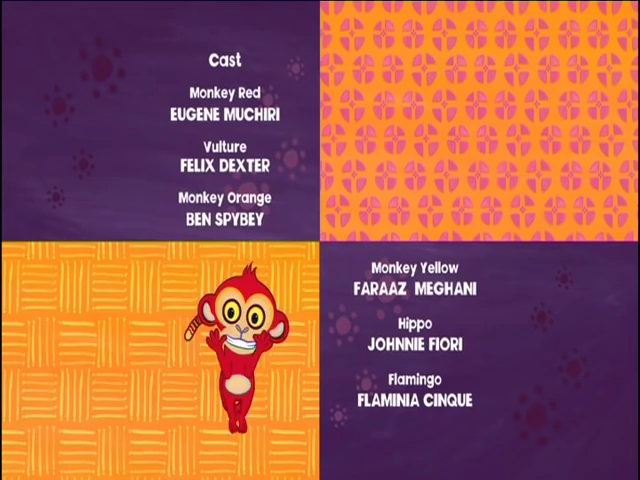 Cast
Monkey Red
EUGENE MUCHIRI
Vulture
FELIX DEXTER
Monkey Orange
BEN SPYBEY
Monkey Yellow
FARAAZ MEGHANI
Hippo
JOHNNIE FIORI
Flamingo
FLAMINIA CINQUE